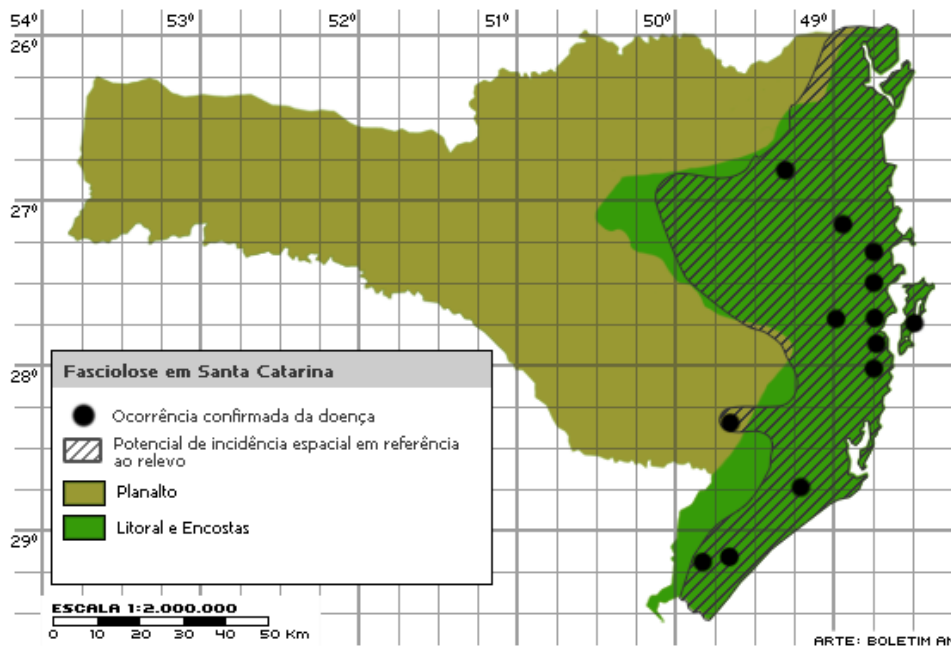 54º 53º 52º 51º 50º 49º
26º
27º
28º
29º
Fasciolose em Santa Catarina
Ocorrência confirmada da doença
Potencial de incidência espacial em referência
ao relevo
Planalto
Litoral e Encostas
ESCALA 1:2.000.000
0 10 20 30 40 50 Km
ARTE: BOLETIM